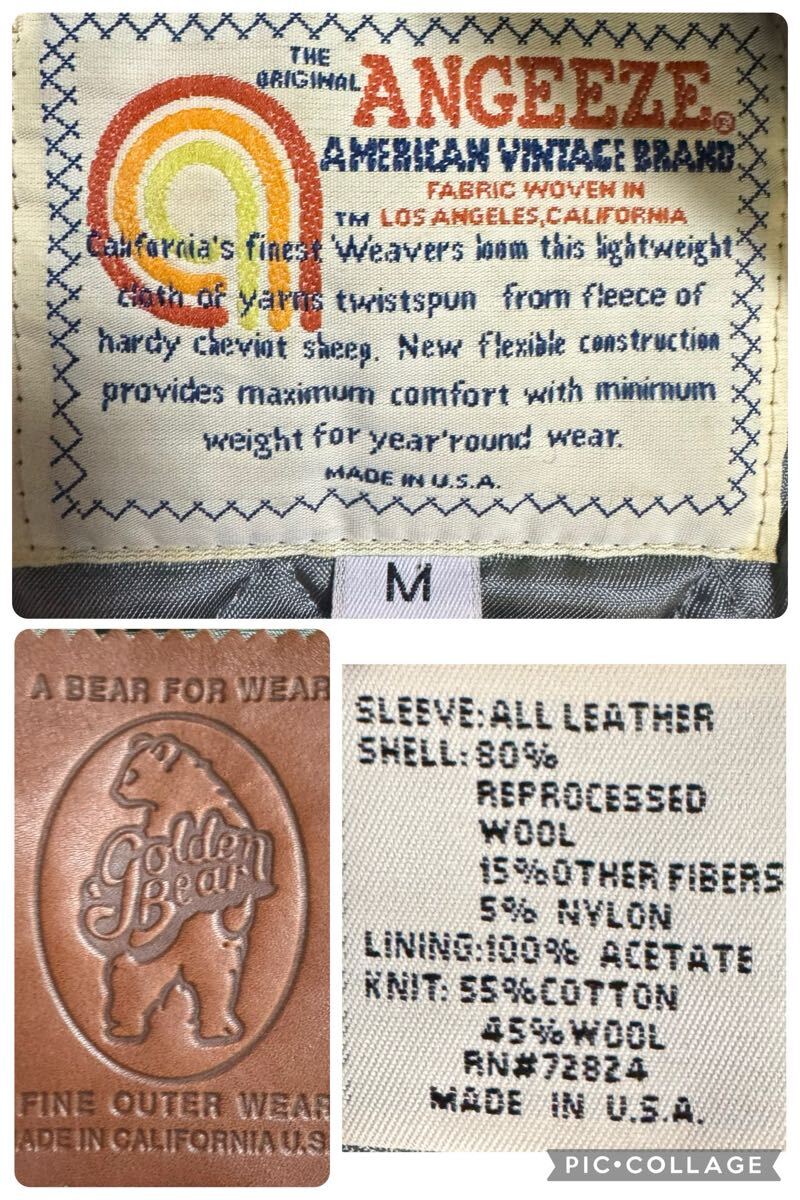 THE
ORIGINAL ANGEEZE®
AMERICAN VINTAGE BRAND
FABRIC WOVEN IN
TM LOS ANGELES, CALIFORNIA
California's finest Weavers loom this lightweight
cloth of yarns twistspun from fleece of
hardy cheviot sheep. New flexible construction
provides maximum comfort with minimum
weight for year'round wear.
MADE IN U.S.A.
M
A BEAR FOR WEAR
Golden
Bear
FINE OUTER WEAR
ADE IN CALIFORNIA U.S
SLEEVE: ALL LEATHER
SHELL: 80%
REPROCESSED
WOOL
15% OTHER FIBERS
5% NYLON
LINING: 100% ACETATE
KNIT: 55% COTTON
45% WOOL
RN#72824
MADE IN U.S.A.
PIC•COLLAGE